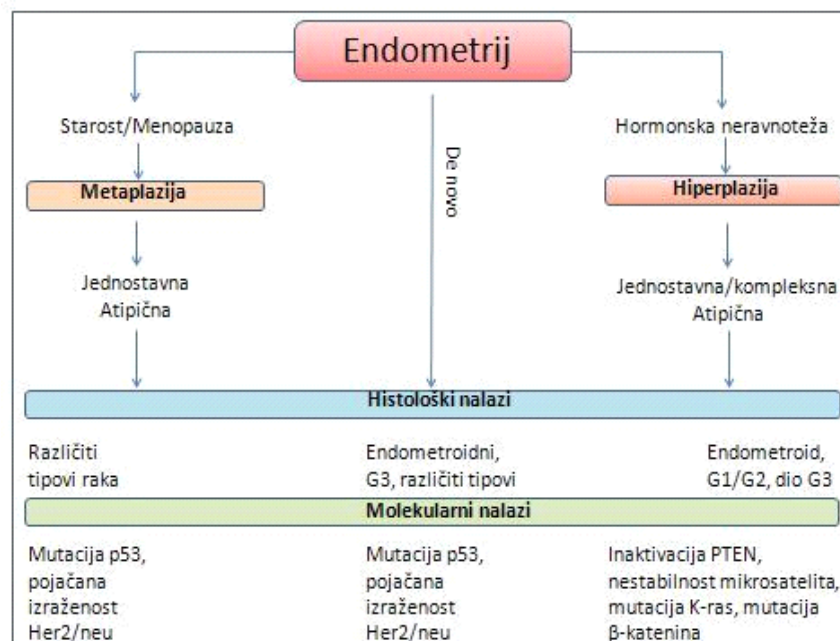 Endometrij
Starost/Menopauza
Hormonska neravnoteža
De novo
Metaplazija
Hiperplazija
Jednostavna
Atipična
Jednostavna/kompleksna
Atipična
Histološki nalazi
Različiti
tipovi raka
Endometroidni,
G3, različiti tipovi
Endometroid,
G1/G2, dio G3
Molekularni nalazi
Mutacija p53,
pojačana
izraženost
Her2/neu
Mutacija p53,
pojačana
izraženost
Her2/neu
Inaktivacija PTEN,
nestabilnost mikrosatelita,
mutacija K-ras, mutacija
β-katenina